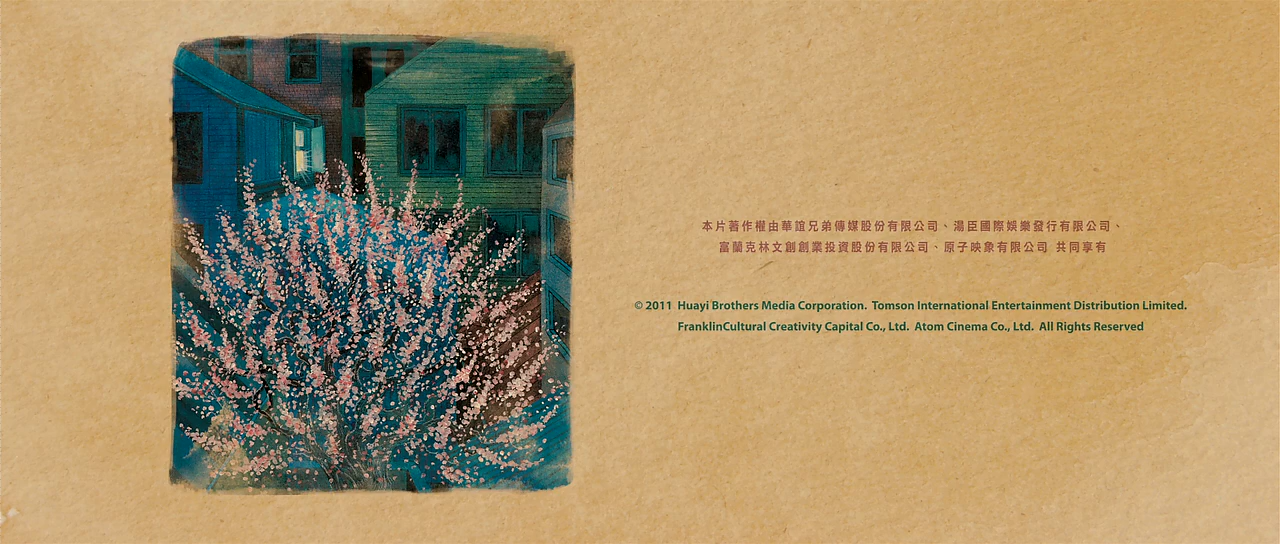 本片著作權由華誼兄弟傳媒股份有限公司、湯臣國際娛樂發行有限公司、
富蘭克林文創創業投資股份有限公司、原子映象有限公司 共同享有
© 2011 Huayi Brothers Media Corporation. Tomson International Entertainment Distribution Limited.
FranklinCultural Creativity Capital Co., Ltd. Atom Cinema Co., Ltd. All Rights Reserved